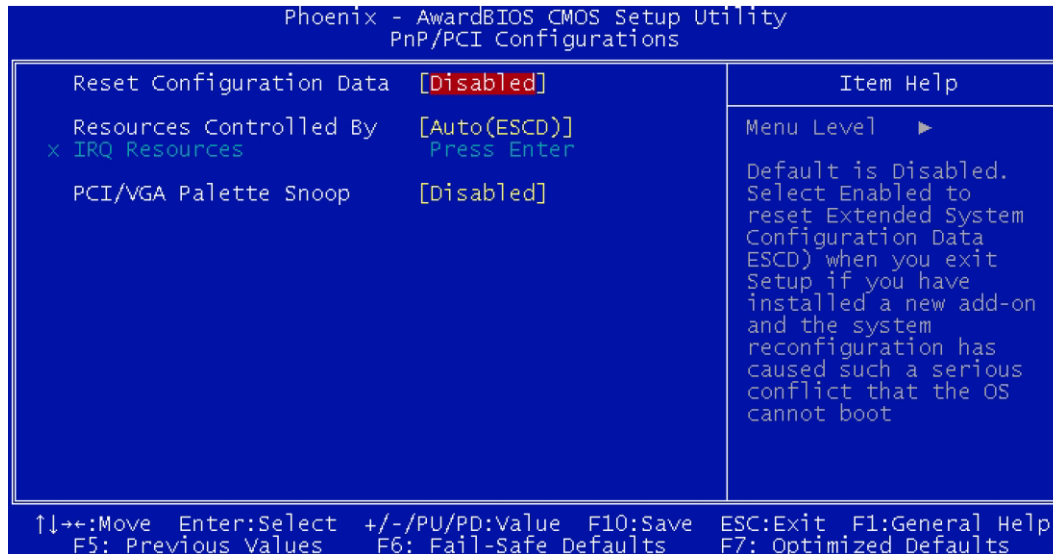 Phoenix - AwardBIOS CMOS Setup Utility
PnP/PCI Configurations
Reset Configuration Data [Disabled]
Resources Controlled By [Auto(ESCD)]
x IRQ Resources Press Enter
PCI/VGA Palette Snoop [Disabled]
Item Help
Menu Level ►
Default is Disabled.
Select Enabled to
reset Extended System
Configuration Data
ESCD) when you exit
Setup if you have
installed a new add-on
and the system
reconfiguration has
caused such a serious
conflict that the OS
cannot boot
↑↓→←:Move Enter:Select +/-/PU/PD:Value F10:Save ESC:Exit F1:General Help
F5: Previous Values F6: Fail-Safe Defaults F7: Optimized Defaults